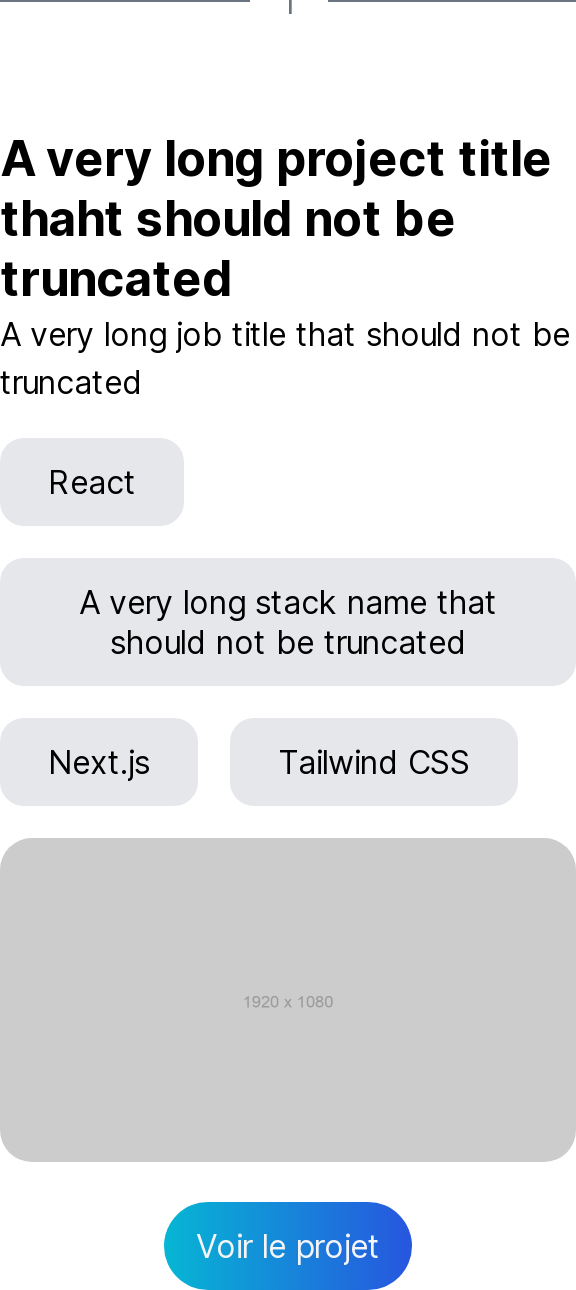 A very long project title
thaht should not be
truncated
A very long job title that should not be
truncated
React
A very long stack name that
should not be truncated
Next.js
Tailwind CSS
1920 x 1080
Voir le projet